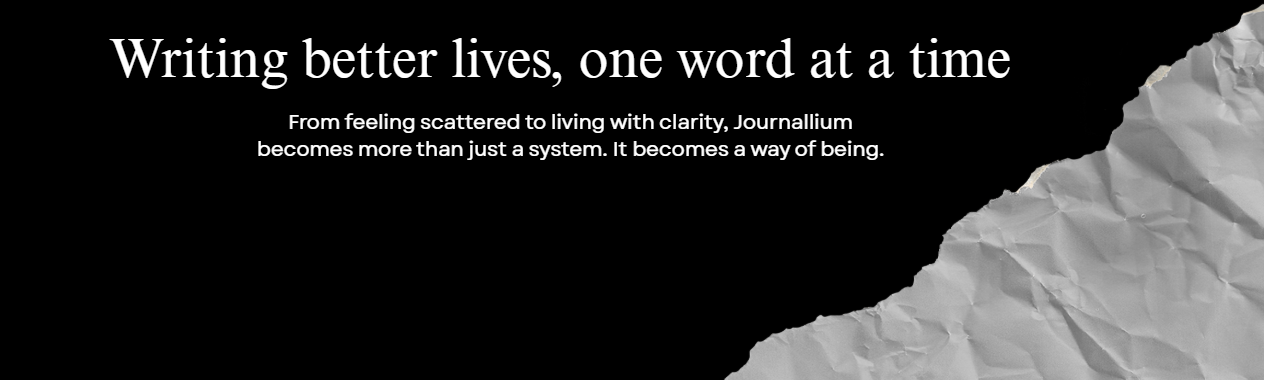 Writing better lives, one word at a time
From feeling scattered to living with clarity, Journallium
becomes more than just a system. It becomes a way of being.